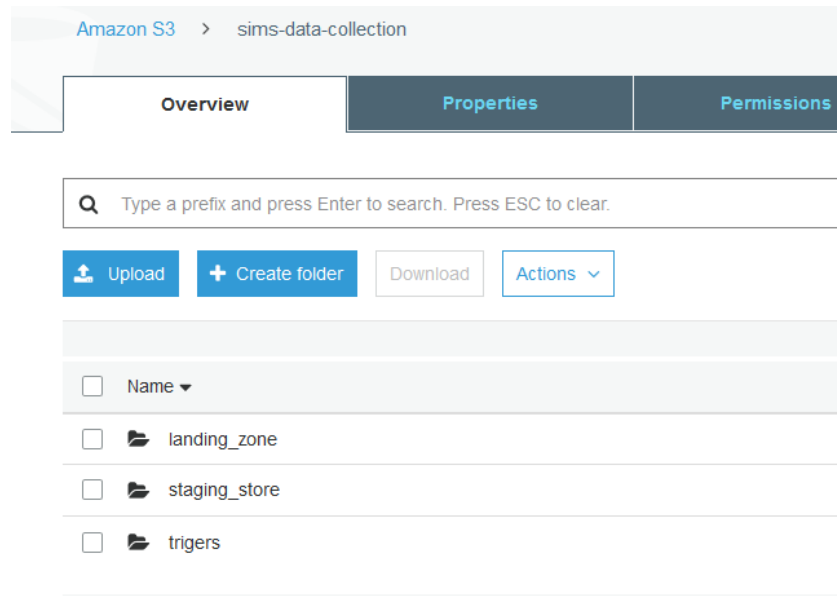 Amazon S3 > sims-data-collection
Overview Properties Permissions
Type a prefix and press Enter to search. Press ESC to clear.
Upload + Create folder Download Actions
Name
landing_zone
staging_store
trigers